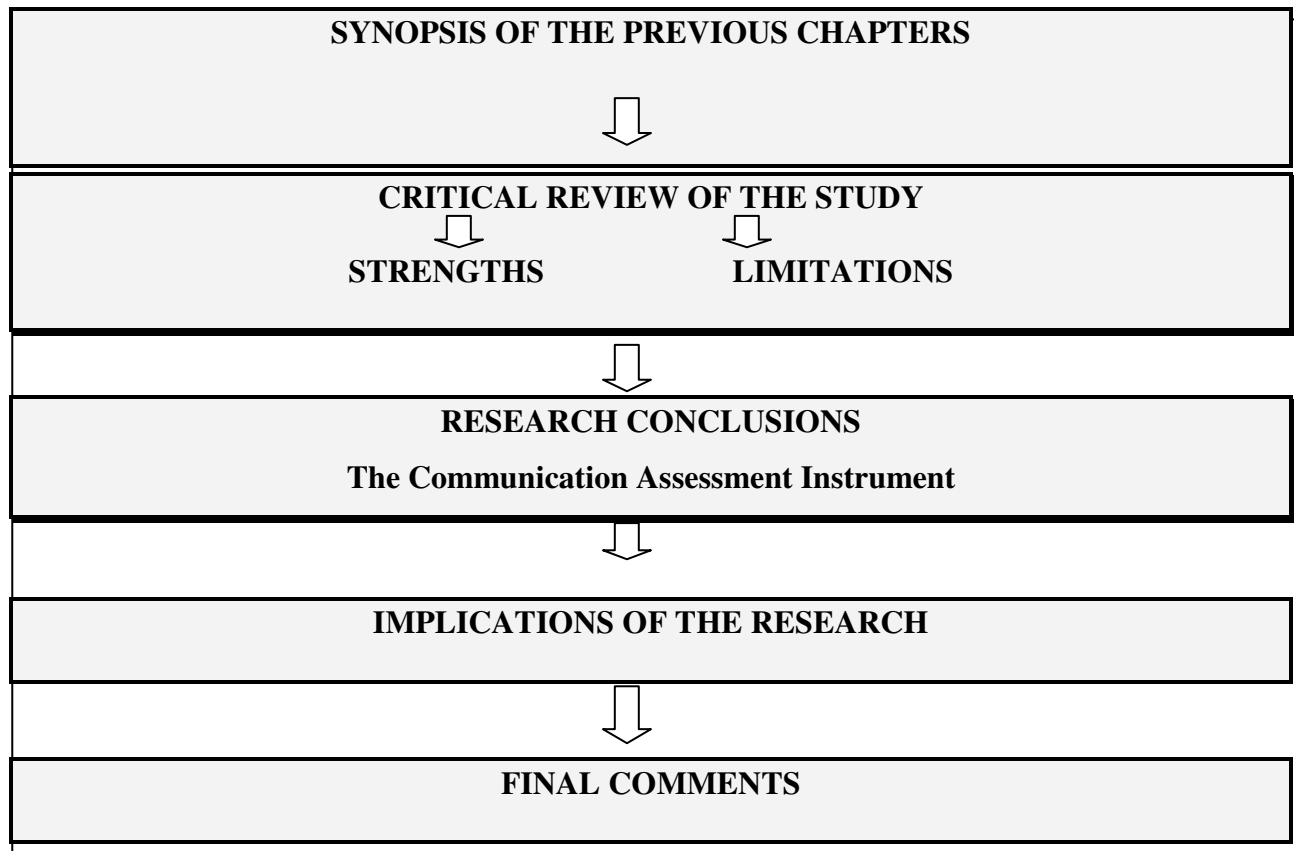 SYNOPSIS OF THE PREVIOUS CHAPTERS
CRITICAL REVIEW OF THE STUDY
STRENGTHS LIMITATIONS
RESEARCH CONCLUSIONS
The Communication Assessment Instrument
IMPLICATIONS OF THE RESEARCH
FINAL COMMENTS